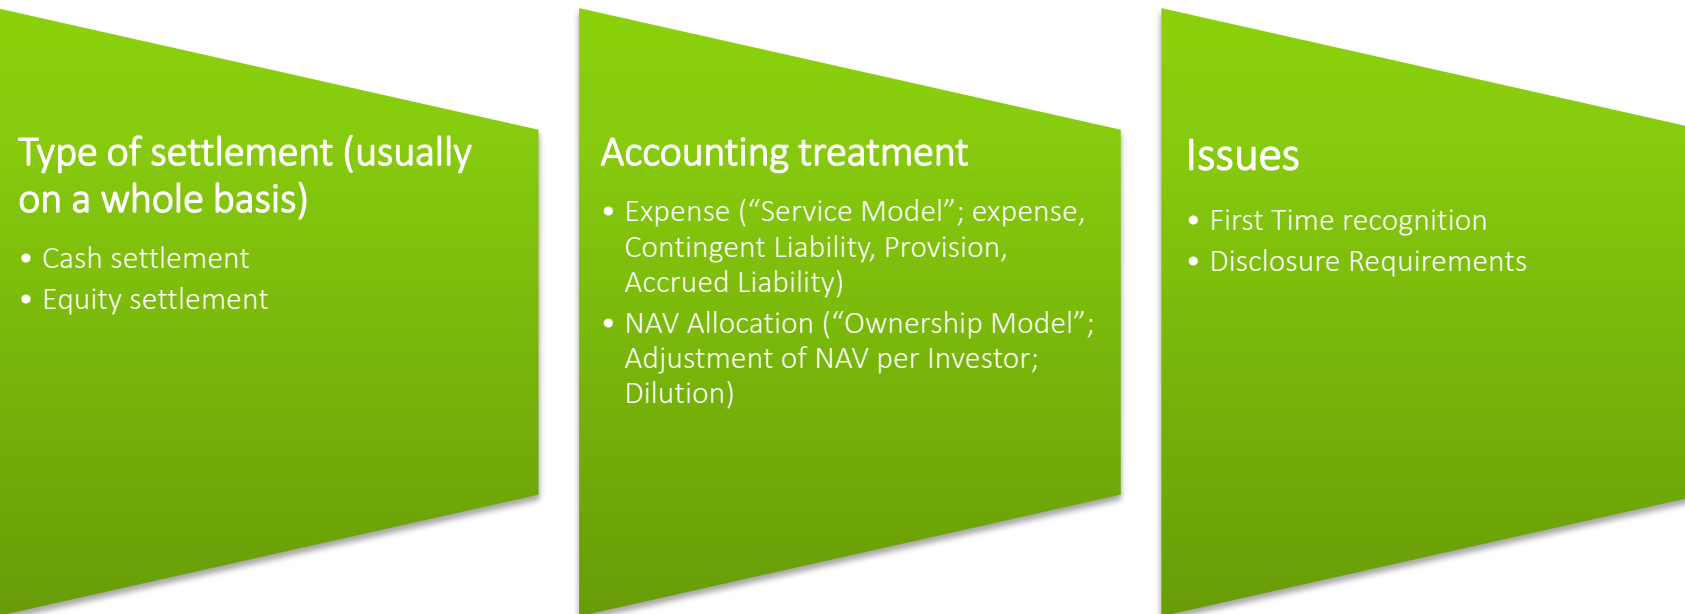 Type of settlement (usually
on a whole basis)
• Cash settlement
• Equity settlement
Accounting treatment
• Expense (“Service Model”; expense,
Contingent Liability, Provision,
Accrued Liability)
• NAV Allocation (“Ownership Model”;
Adjustment of NAV per Investor;
Dilution)
Issues
• First Time recognition
• Disclosure Requirements